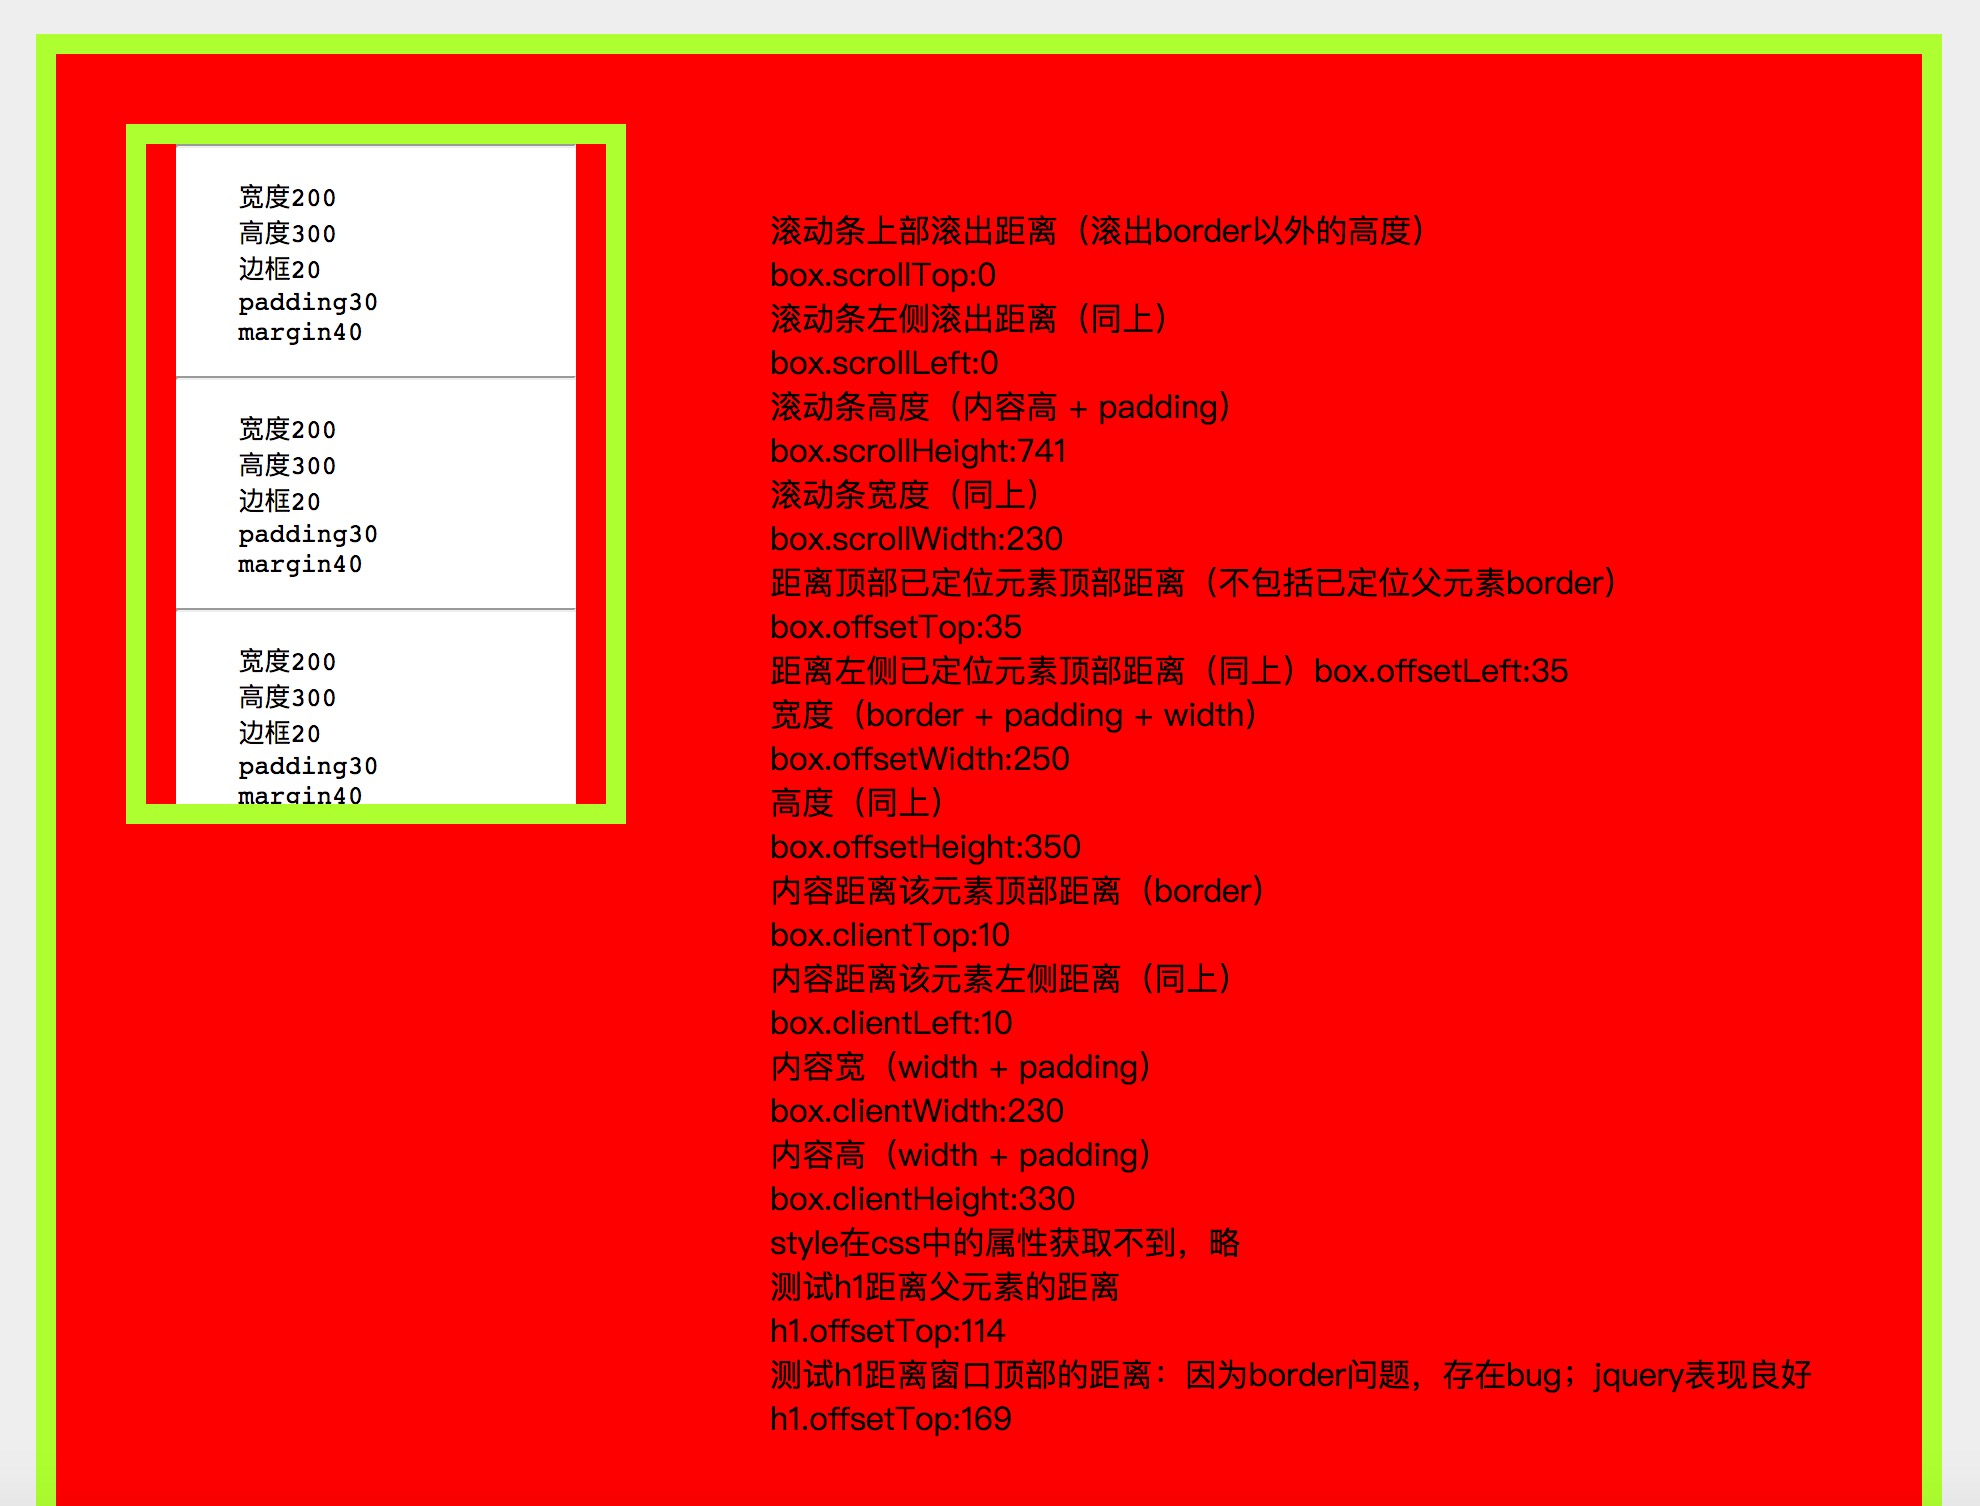 宽度200
高度300
边框20
padding30
margin40
宽度200
高度300
边框20
padding30
margin40
宽度200
高度300
边框20
padding30
margin40
滚动条上部滚出距离（滚出border以外的高度）
box.scrollTop:0
滚动条左侧滚出距离（同上）
box.scrollLeft:0
滚动条高度（内容高 + padding）
box.scrollHeight:741
滚动条宽度（同上）
box.scrollWidth:230
距离顶部已定位元素顶部距离（不包括已定位父元素border）
box.offsetTop:35
距离左侧已定位元素顶部距离（同上）box.offsetLeft:35
宽度（border + padding + width）
box.offsetWidth:250
高度（同上）
box.offsetHeight:350
内容距离该元素顶部距离（border）
box.clientTop:10
内容距离该元素左侧距离（同上）
box.clientLeft:10
内容宽（width + padding）
box.clientWidth:230
内容高（width + padding）
box.clientHeight:330
style在css中的属性获取不到，略
测试h1距离父元素的距离
h1.offsetTop:114
测试h1距离窗口顶部的距离：因为border问题，存在bug；jquery表现良好
h1.offsetTop:169